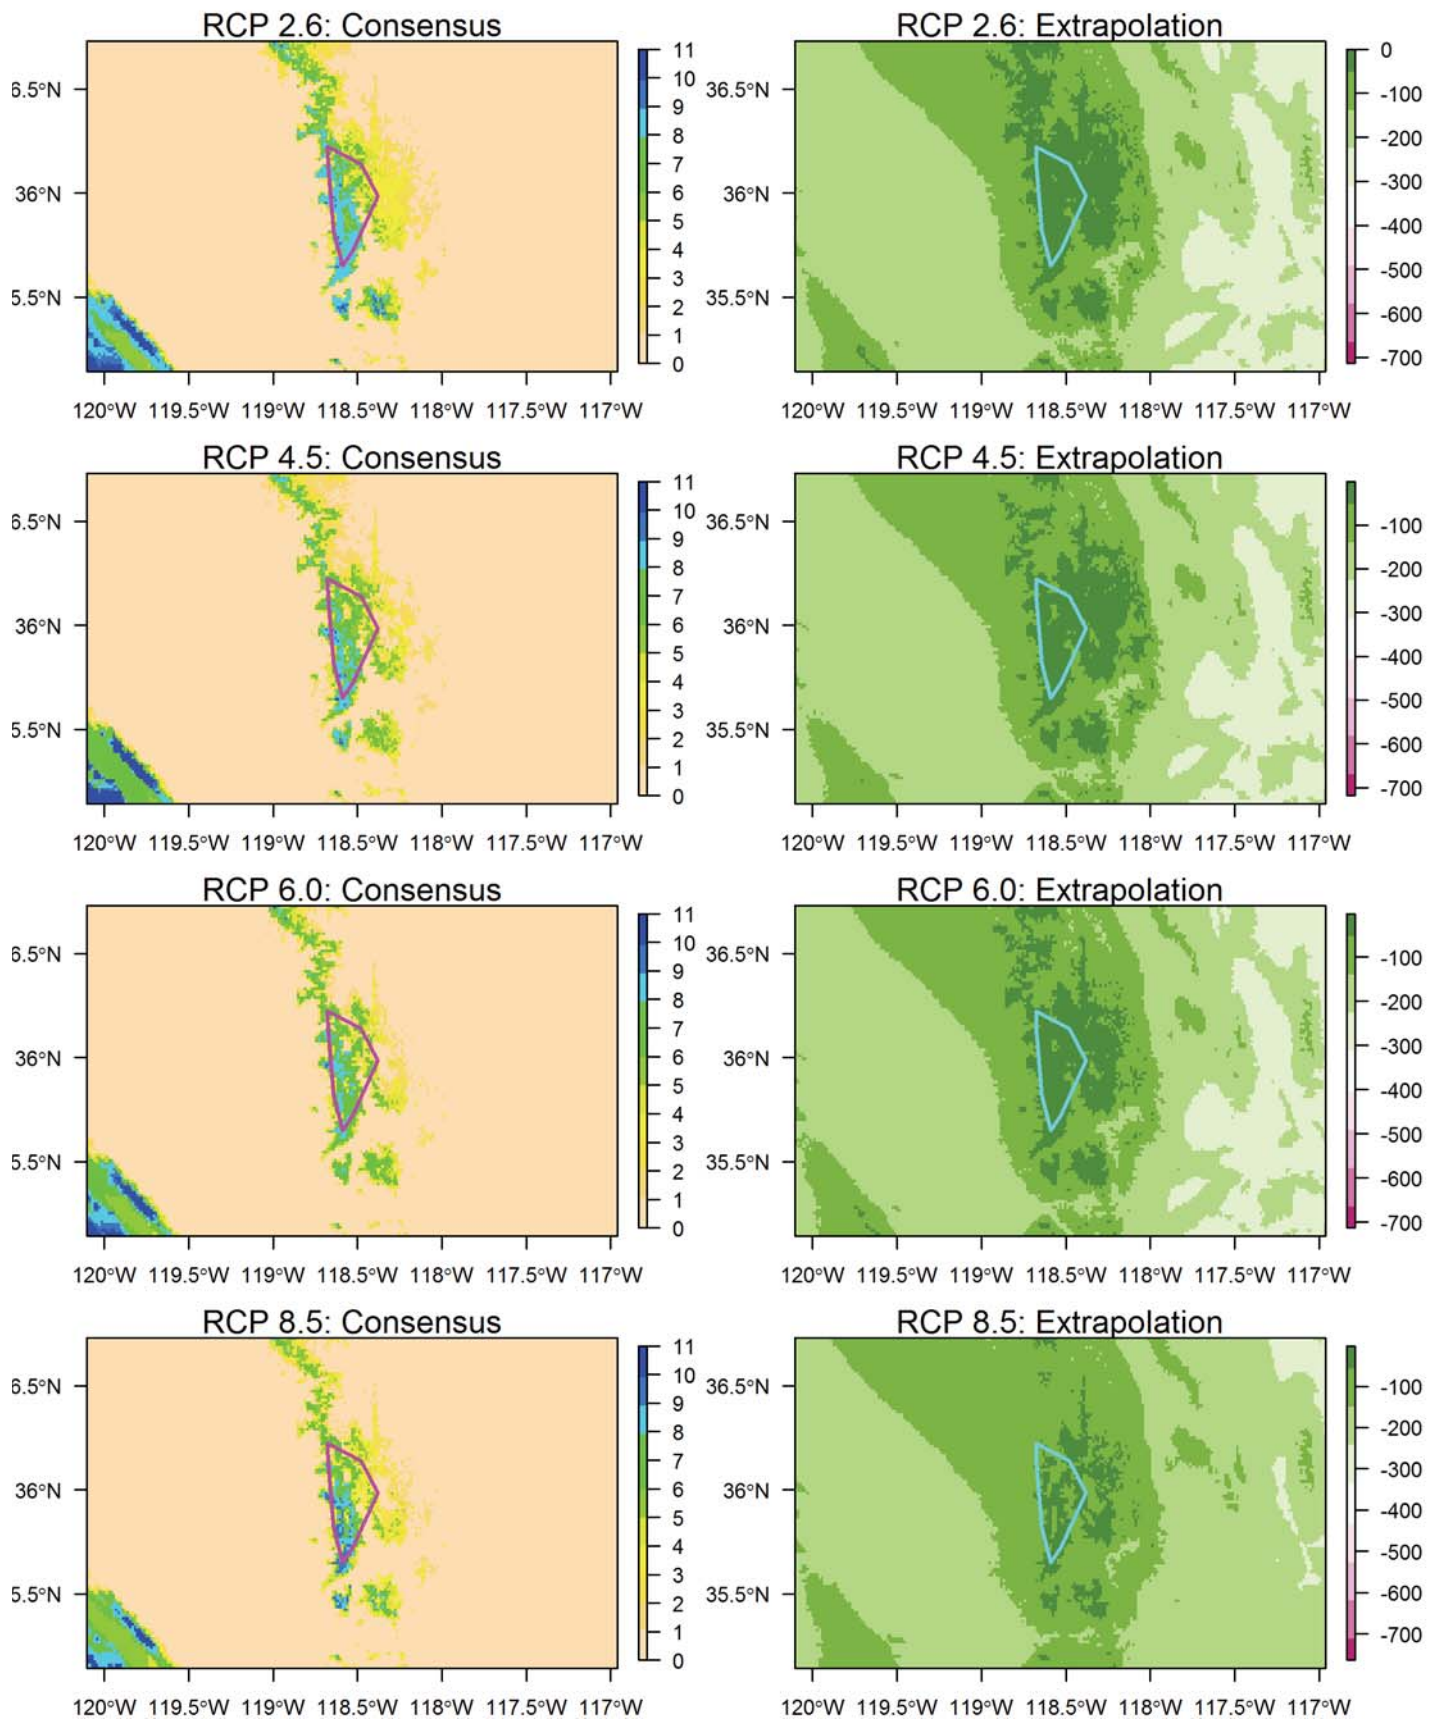 RCP 2.6: Consensus
RCP 2.6: Extrapolation
6.5°N
36°N
5.5°N
11
10
9
8
7
6
5
4
3
2
1
0
36.5°N
36°N
35.5°N
0
-100
-200
-300
-400
-500
-600
-700
120°W 119.5°W 119°W 118.5°W 118°W 117.5°W 117°W
120°W 119.5°W 119°W 118.5°W 118°W 117.5°W 117°W
RCP 4.5: Consensus
RCP 4.5: Extrapolation
6.5°N
36°N
5.5°N
11
10
9
8
7
6
5
4
3
2
1
0
36.5°N
36°N
35.5°N
-100
-200
-300
-400
-500
-600
-700
120°W 119.5°W 119°W 118.5°W 118°W 117.5°W 117°W
120°W 119.5°W 119°W 118.5°W 118°W 117.5°W 117°W
RCP 6.0: Consensus
RCP 6.0: Extrapolation
6.5°N
36°N
5.5°N
11
10
9
8
7
6
5
4
3
2
1
0
36.5°N
36°N
35.5°N
-100
-200
-300
-400
-500
-600
-700
120°W 119.5°W 119°W 118.5°W 118°W 117.5°W 117°W
120°W 119.5°W 119°W 118.5°W 118°W 117.5°W 117°W
RCP 8.5: Consensus
RCP 8.5: Extrapolation
6.5°N
36°N
5.5°N
11
10
9
8
7
6
5
4
3
2
1
0
36.5°N
36°N
35.5°N
-100
-200
-300
-400
-500
-600
-700
120°W 119.5°W 119°W 118.5°W 118°W 117.5°W 117°W
120°W 119.5°W 119°W 118.5°W 118°W 117.5°W 117°W